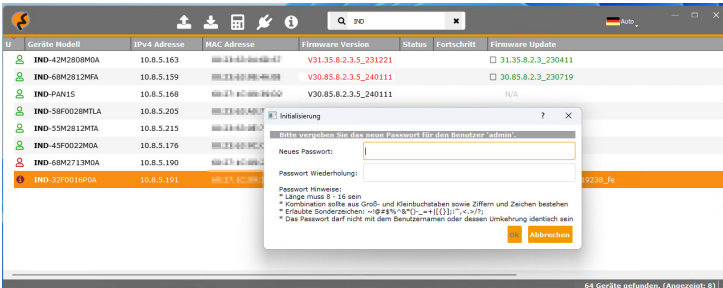 IND
Auto
U Geräte Modell IPv4 Adresse MAC Adresse Firmware Version Status Fortschritt Firmware Update
IND-42M2808M0A 10.8.5.163 V31.35.8.2.3.5_231221 31.35.8.2.3_230411
IND-68M2812MFA 10.8.5.159 V30.85.8.2.3.5_240111 30.85.8.2.3_230719
IND-PAN1S 10.8.5.168 V30.85.8.2.3.5_240111 N/A
IND-58F0028MTLA 10.8.5.205
IND-55M2812MTA 10.8.5.215
IND-45F0022M0A 10.8.5.176
IND-68M2713M0A 10.8.5.190
IND-32F0016P0A 10.8.5.191 19238_fe
Initialisierung ? X
Bitte vergeben Sie das neue Passwort für den Benutzer 'admin'.
Neues Passwort:
Passwort Wiederholung:
Passwort Hinweise:
* Länge muss 8 - 16 sein
* Kombination sollte aus Groß- und Kleinbuchstaben sowie Ziffern und Zeichen bestehen
* Erlaubte Sonderzeichen: ~!@#$%^&*()-_=+|[{}];:'",<.>/?;
* Das Passwort darf nicht mit dem Benutzernamen oder dessen Umkehrung identisch sein
Ok Abbrechen
64 Geräte gefunden. (Angezeigt: 8)